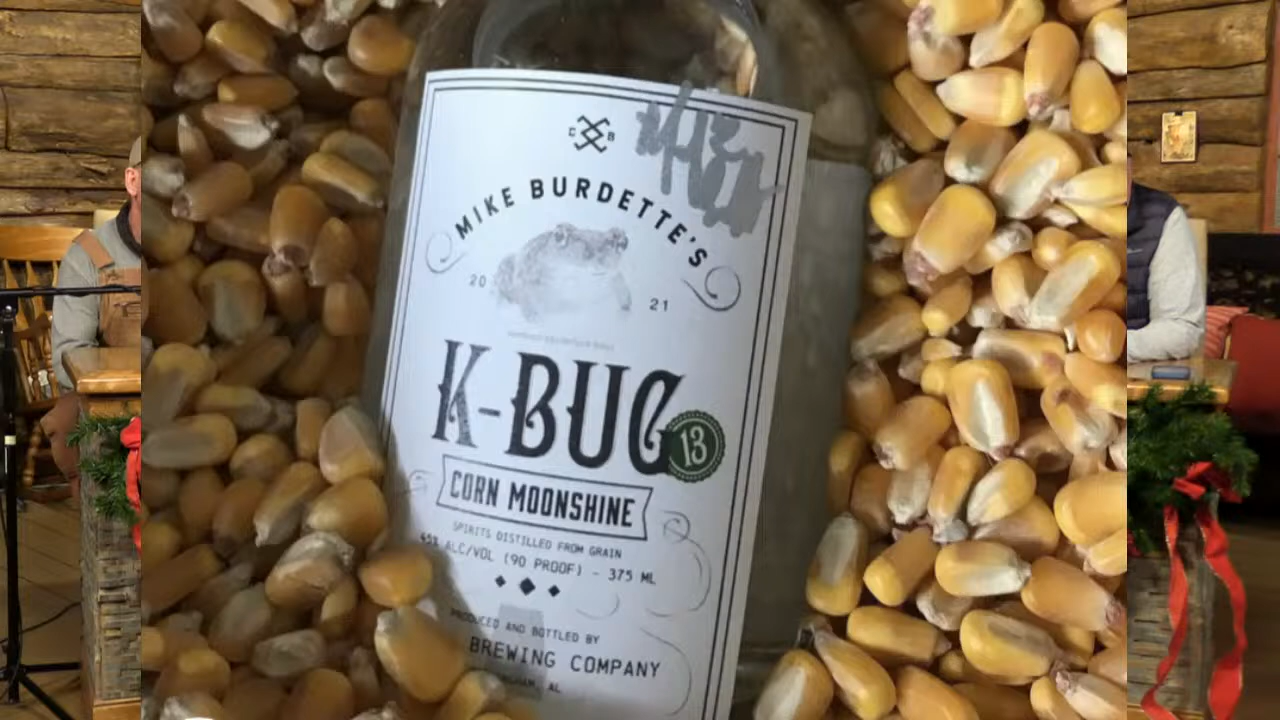 C B
MIKE BURDETTE'S
20 21
K-BUG
13
CORN MOONSHINE
SPIRITS DISTILLED FROM GRAIN
45% ALC/VOL (90 PROOF) - 375 ML
PRODUCED AND BOTTLED BY
BREWING COMPANY
AL